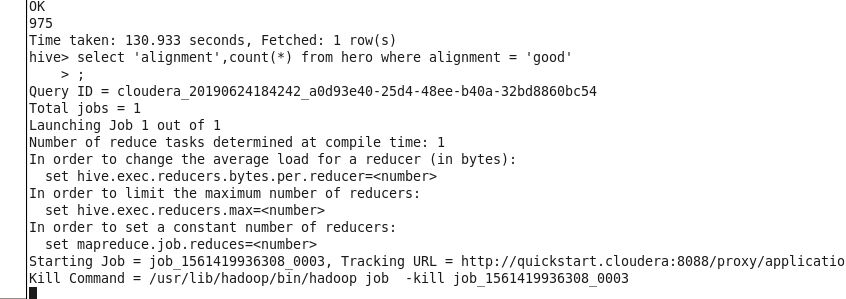 OK
975
Time taken: 130.933 seconds, Fetched: 1 row(s)
hive> select 'alignment',count(*) from hero where alignment = 'good'
    > ;
Query ID = cloudera_20190624184242_a0d93e40-25d4-48ee-b40a-32bd8860bc54
Total jobs = 1
Launching Job 1 out of 1
Number of reduce tasks determined at compile time: 1
In order to change the average load for a reducer (in bytes):
  set hive.exec.reducers.bytes.per.reducer=<number>
In order to limit the maximum number of reducers:
  set hive.exec.reducers.max=<number>
In order to set a constant number of reducers:
  set mapreduce.job.reduces=<number>
Starting Job = job_1561419936308_0003, Tracking URL = http://quickstart.cloudera:8088/proxy/applicatio
Kill Command = /usr/lib/hadoop/bin/hadoop job  -kill job_1561419936308_0003